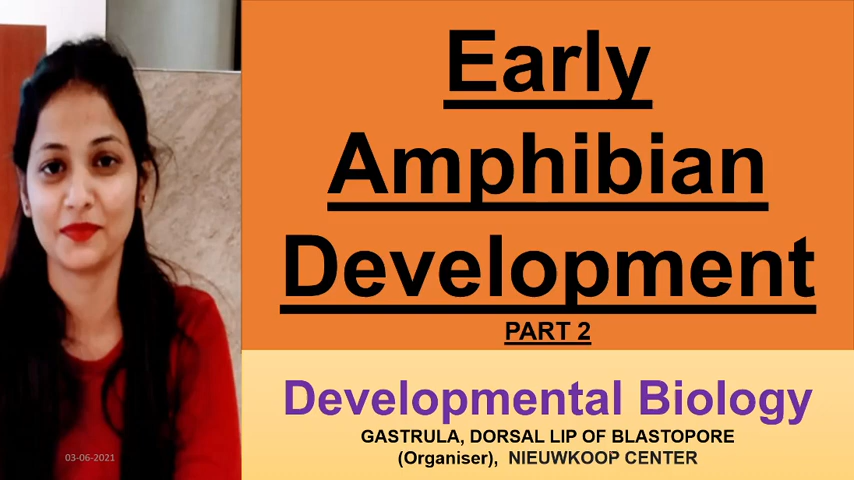 Early
Amphibian
Development
PART 2
Developmental Biology
GASTRULA, DORSAL LIP OF BLASTOPORE
(Organiser), NIEUWKOOP CENTER
03-06-2021